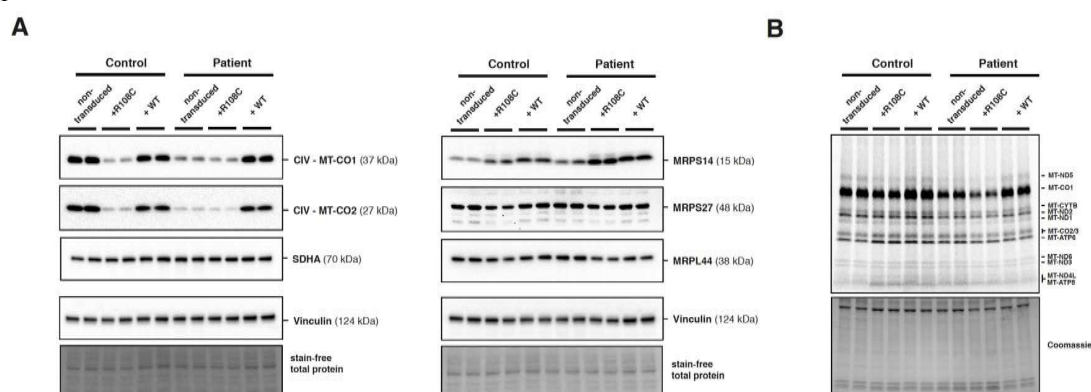 A
Control Patient
non-transduced +R108C + WT non-transduced +R108C + WT
CIV - MT-CO1 (37 kDa)
CIV - MT-CO2 (27 kDa)
SDHA (70 kDa)
Vinculin (124 kDa)
stain-free
total protein
Control Patient
non-transduced +R108C + WT non-transduced +R108C + WT
MRPS14 (15 kDa)
MRPS27 (48 kDa)
MRPL44 (38 kDa)
Vinculin (124 kDa)
stain-free
total protein
B
Control Patient
non-transduced +R108C + WT non-transduced +R108C + WT
MT-ND5
MT-CO1
MT-CYTB
MT-ND2
MT-ND1
MT-CO2/3
MT-ATP6
MT-ND6
MT-ND3
MT-ND4L
MT-ATP8
Coomassie